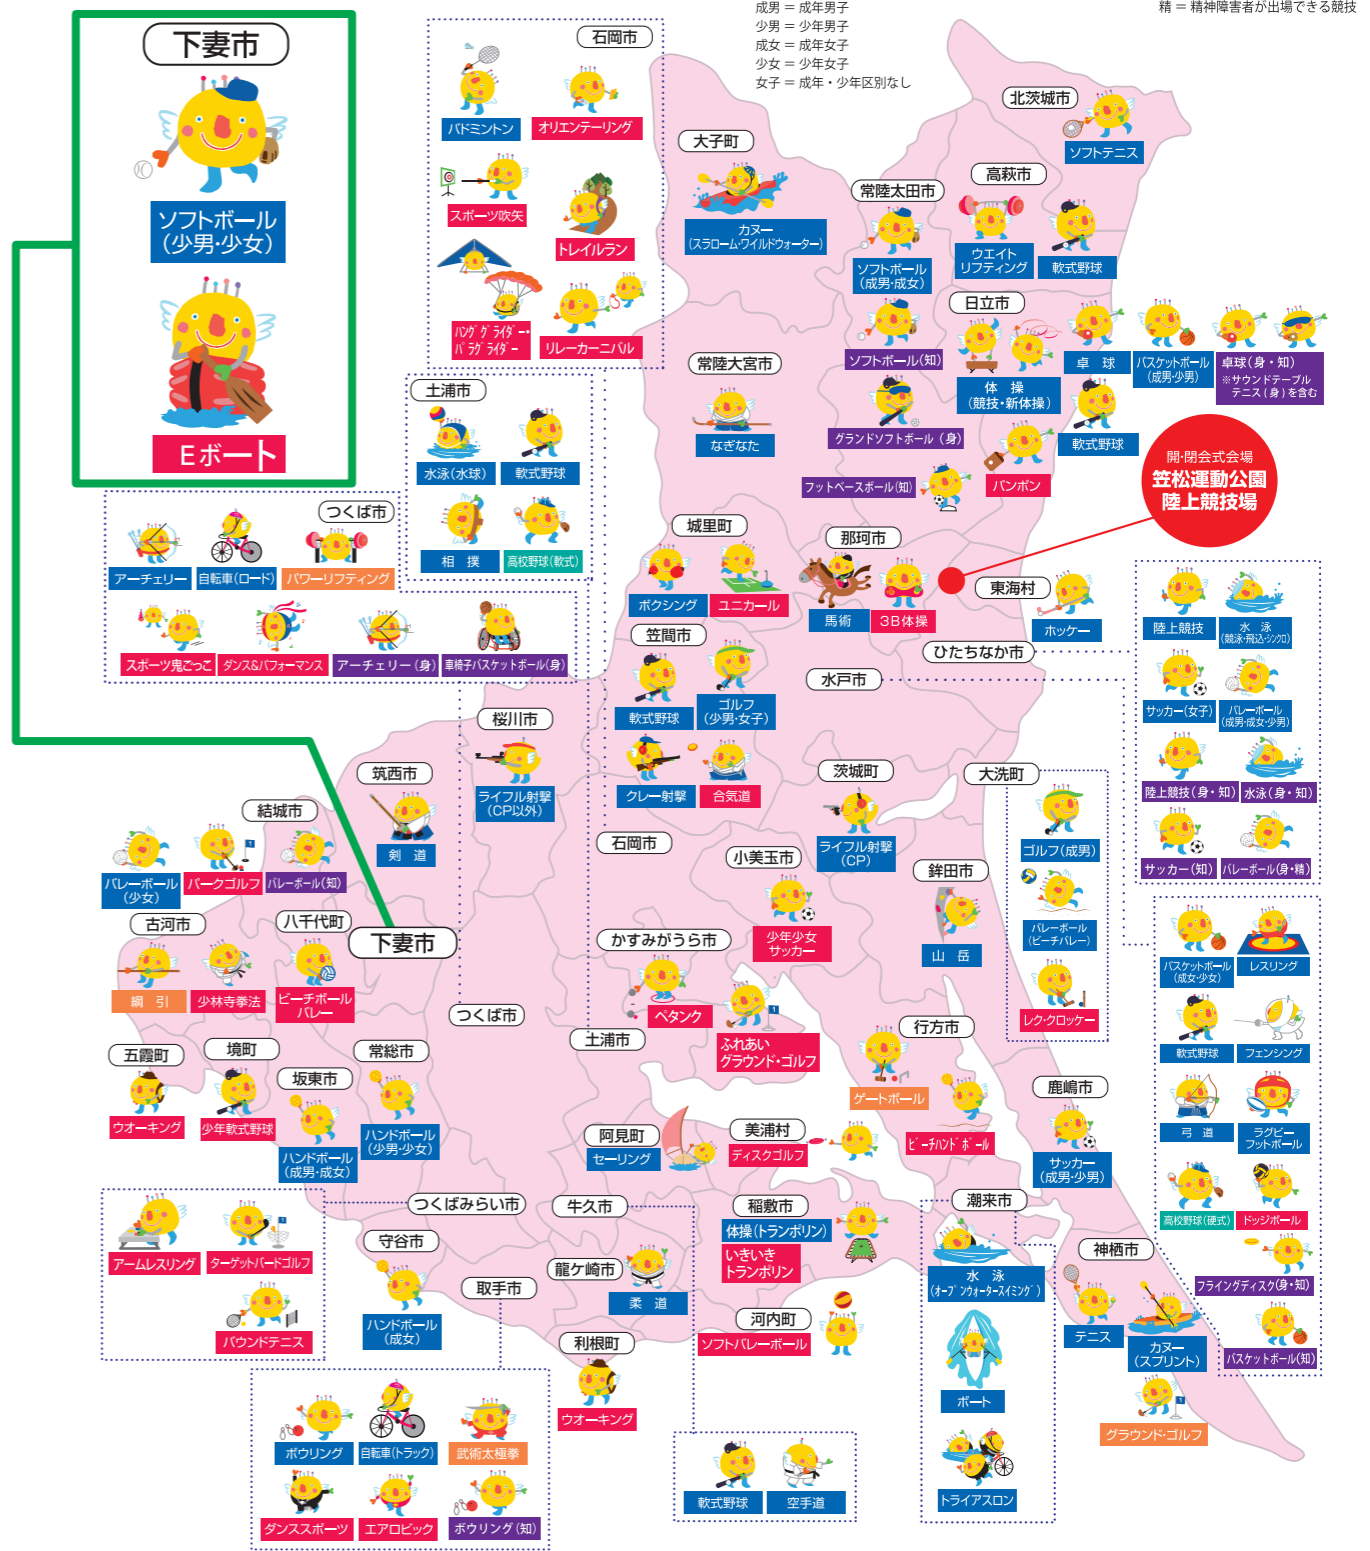 成男 ＝ 成年男子
少男 ＝ 少年男子
成女 ＝ 成年女子
少女 ＝ 少年女子
女子 ＝ 成年・少年区別なし
精 ＝ 精神障害者が出場できる競技
下妻市
ソフトボール
（少男・少女）
Eボート
石岡市
バドミントン
オリエンテーリング
スポーツ吹矢
トレイルラン
ハンググライダー・
パラグライダー
リレーカーニバル
土浦市
水泳（水球）
軟式野球
相 撲
高校野球（軟式）
つくば市
アーチェリー
自転車（ロード）
パワーリフティング
スポーツ鬼ごっこ
ダンス&パフォーマンス
アーチェリー（身）
車椅子バスケットボール（身）
大子町
カヌー
（スラローム・ワイルドウォーター）
北茨城市
ソフトテニス
常陸太田市
ソフトボール
（成男・成女）
ソフトボール（知）
グランドソフトボール（身）
フットベースボール（知）
高萩市
ウエイト
リフティング
軟式野球
日立市
体 操
（競技・新体操）
卓 球
バスケットボール
（成男・少男）
卓球（身・知）
※サウンドテーブル
テニス（身）を含む
軟式野球
パンポン
開・閉会式会場
笠松運動公園
陸上競技場
常陸大宮市
なぎなた
城里町
ボクシング
ユニカール
那珂市
馬術
3B体操
東海村
ホッケー
ひたちなか市
陸上競技
水 泳
（競泳・飛込・シンクロ）
サッカー（女子）
バレーボール
（成男・成女・少男）
陸上競技（身・知）
水泳（身・知）
サッカー（知）
バレーボール（身・精）
笠間市
軟式野球
ゴルフ
（少男・女子）
クレー射撃
合気道
水戸市
バスケットボール
（成女・少女）
レスリング
軟式野球
フェンシング
弓 道
ラグビー
フットボール
高校野球（硬式）
ドッジボール
フライングディスク（身・知）
バスケットボール（知）
桜川市
ライフル射撃
（CP以外）
筑西市
剣 道
結城市
バレーボール
（少女）
パークゴルフ
バレーボール（知）
茨城町
ライフル射撃
（CP）
大洗町
ゴルフ（成男）
バレーボール
（ビーチバレー）
レク・クロッケー
石岡市
小美玉市
少年少女
サッカー
鉾田市
山 岳
古河市
綱 引
少林寺拳法
八千代町
ビーチボール
バレー
下妻市
かすみがうら市
ペタンク
ふれあい
グラウンド・ゴルフ
つくば市
土浦市
行方市
ゲートボール
ビーチハンドボール
五霞町
ウオーキング
境町
少年軟式野球
坂東市
ハンドボール
（成男・成女）
常総市
ハンドボール
（少男・少女）
鹿嶋市
サッカー
（成男・少男）
阿見町
セーリング
美浦村
ディスクゴルフ
つくばみらい市
アームレスリング
ターゲットバードゴルフ
バウンドテニス
守谷市
ハンドボール
（成女）
牛久市
軟式野球
空手道
龍ケ崎市
柔 道
稲敷市
体操（トランポリン）
いきいき
トランポリン
潮来市
水 泳
（オープンウォータースイミング）
ボート
トライアスロン
神栖市
テニス
カヌー
（スプリント）
グラウンド・ゴルフ
取手市
ボウリング
自転車（トラック）
武術太極拳
ダンススポーツ
エアロビック
ボウリング（知）
利根町
ウオーキング
河内町
ソフトバレーボール